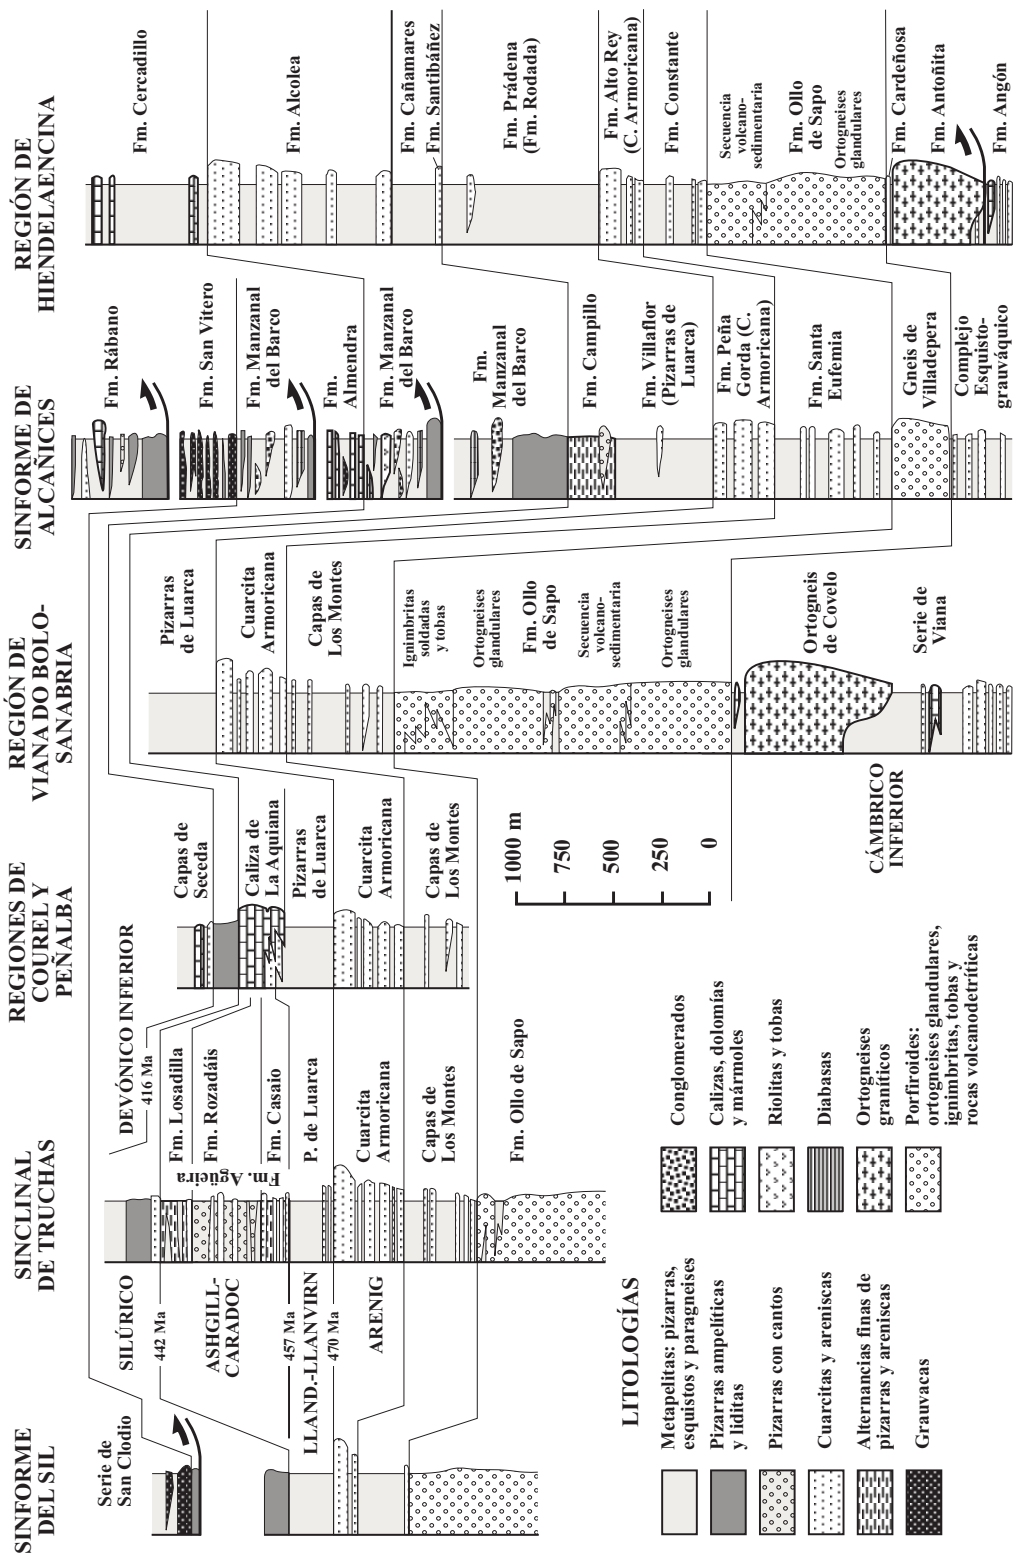 SINFORME
DEL SIL
Serie de
San Clodio
SINCLINAL
DE TRUCHAS
SILÚRICO
442 Ma
ASHGILL-
CARADOC
457 Ma
LLAND.-LLANVIRN
470 Ma
ARENIG
DEVÓNICO INFERIOR
416 Ma
Fm. Losadilla
Fm. Rozadáis
Fm. Agüeira
Fm. Casaio
P. de Luarca
Cuarcita
Armoricana
Capas de
Los Montes
Fm. Ollo de Sapo
REGIONES DE
COUREL Y
PEÑALBA
Capas de
Seceda
Caliza de
La Aquiana
Pizarras
de Luarca
Cuarcita
Armoricana
Capas de
Los Montes
REGIÓN DE
VIANA DO BOLO-
SANABRIA
Pizarras
de Luarca
Cuarcita
Armoricana
Capas de
Los Montes
Ignimbritas
soldadas
y tobas
Ortogneises
glandulares
Fm. Ollo
de Sapo
Secuencia
volcano-
sedimentaria
Ortogneises
glandulares
Ortogneis
de Covelo
Serie de
Viana
CÁMBRICO
INFERIOR
SINFORME DE
ALCAÑICES
Fm. Rábano
Fm. San Vitero
Fm. Manzanal
del Barco
Fm.
Almendra
Fm. Manzanal
del Barco
Fm.
Manzanal
del Barco
Fm. Campillo
Fm. Villaflor
(Pizarras de
Luarca)
Fm. Peña
Gorda (C.
Armoricana)
Fm. Santa
Eufemia
Gneis de
Villadepera
Complejo
Esquisto-
grauváquico
REGIÓN DE
HIENDELAENCINA
Fm. Cercadillo
Fm. Alcolea
Fm. Cañamares
Fm. Santibáñez
Fm. Prádena
(Fm. Rodada)
Fm. Alto Rey
(C. Armoricana)
Fm. Constante
Secuencia
volcano-
sedimentaria
Fm. Ollo
de Sapo
Ortogneises
glandulares
Fm. Cardeñosa
Fm. Antoñita
Fm. Angón
1000 m
750
500
250
0
LITOLOGÍAS
Metapelitas: pizarras,
esquistos y paragneises
Pizarras ampelíticas
y liditas
Pizarras con cantos
Cuarcitas y areniscas
Alternancias finas de
pizarras y areniscas
Grauvacas
Conglomerados
Calizas, dolomías
y mármoles
Riolitas y tobas
Diabasas
Ortogneises
graníticos
Porfiroides:
ortogneises glandulares,
ignimbritas, tobas y
rocas volcanodetríticas